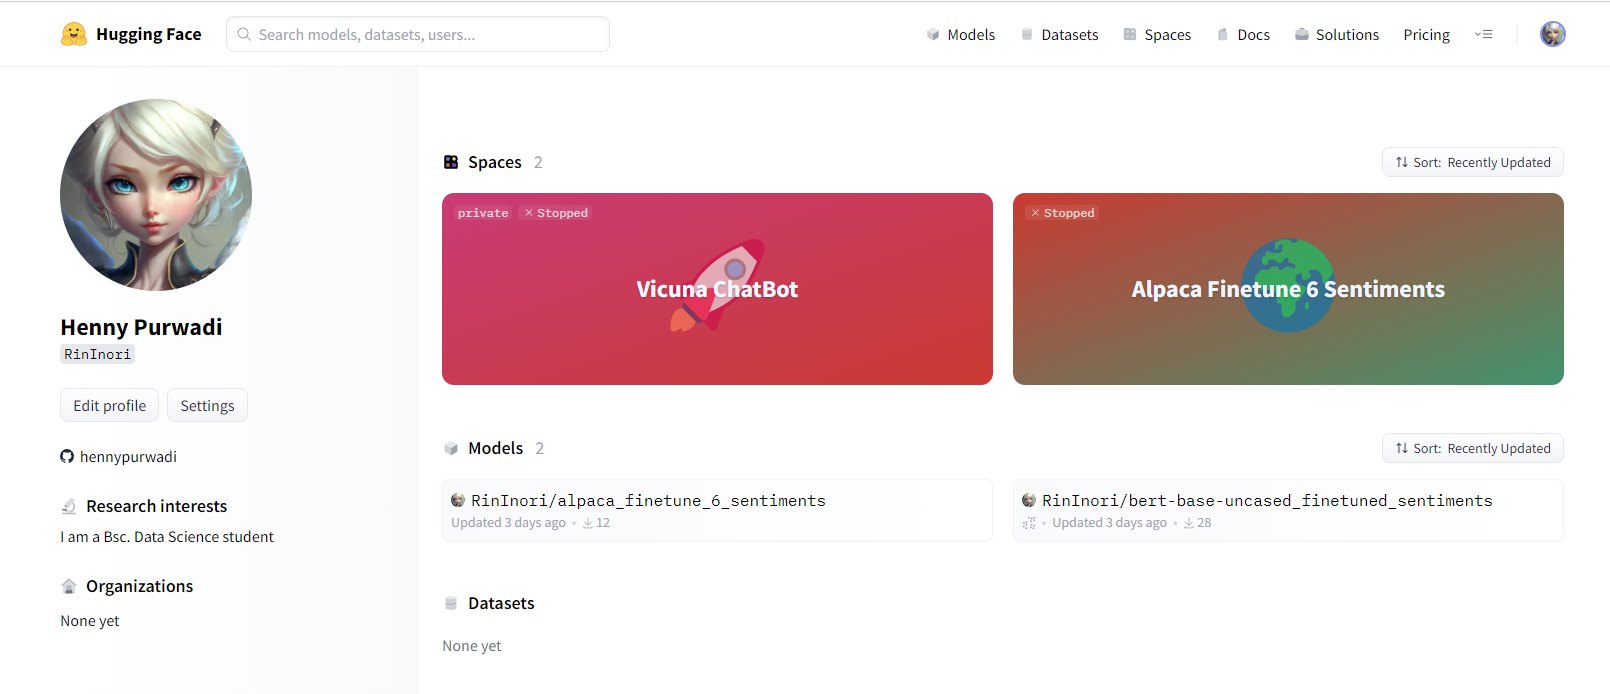 Hugging Face
Search models, datasets, users...
Models
Datasets
Spaces
Docs
Solutions
Pricing
Henny Purwadi
RinInori
Edit profile
Settings
hennypurwadi
Research interests
I am a Bsc. Data Science student
Organizations
None yet
Spaces 2
Sort: Recently Updated
private × Stopped
Vicuna ChatBot
× Stopped
Alpaca Finetune 6 Sentiments
Models 2
Sort: Recently Updated
RinInori/alpaca_finetune_6_sentiments
Updated 3 days ago • 12
RinInori/bert-base-uncased_finetuned_sentiments
• Updated 3 days ago • 28
Datasets
None yet